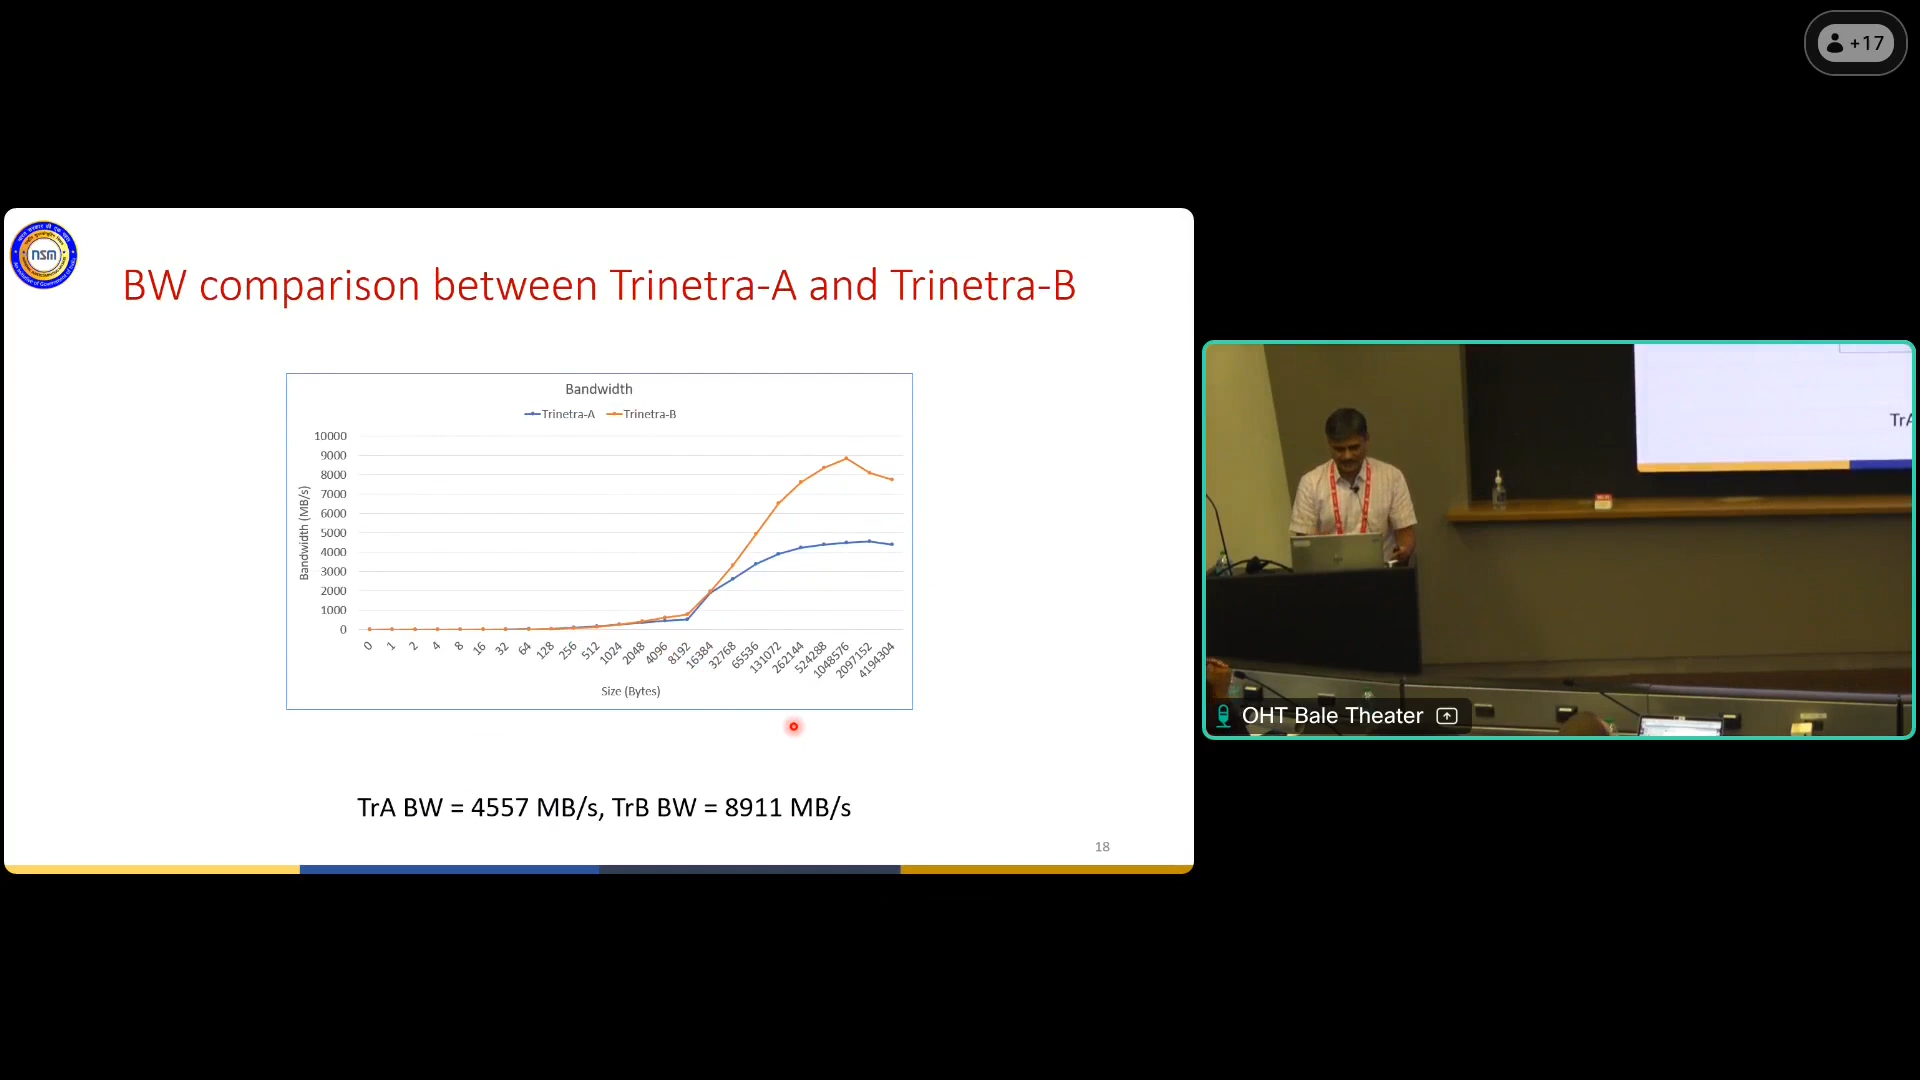 +17
nsm
BW comparison between Trinetra-A and Trinetra-B
Bandwidth
Trinetra-A Trinetra-B
Bandwidth (MB/s)
10000
9000
8000
7000
6000
5000
4000
3000
2000
1000
0
0 1 2 4 8 16 32 64 128 256 512 1024 2048 4096 8192 16384 32768 65536 131072 262144 524288 1048576 2097152 4194304
Size (Bytes)
TrA BW = 4557 MB/s, TrB BW = 8911 MB/s
18
TrA
OHT Bale Theater